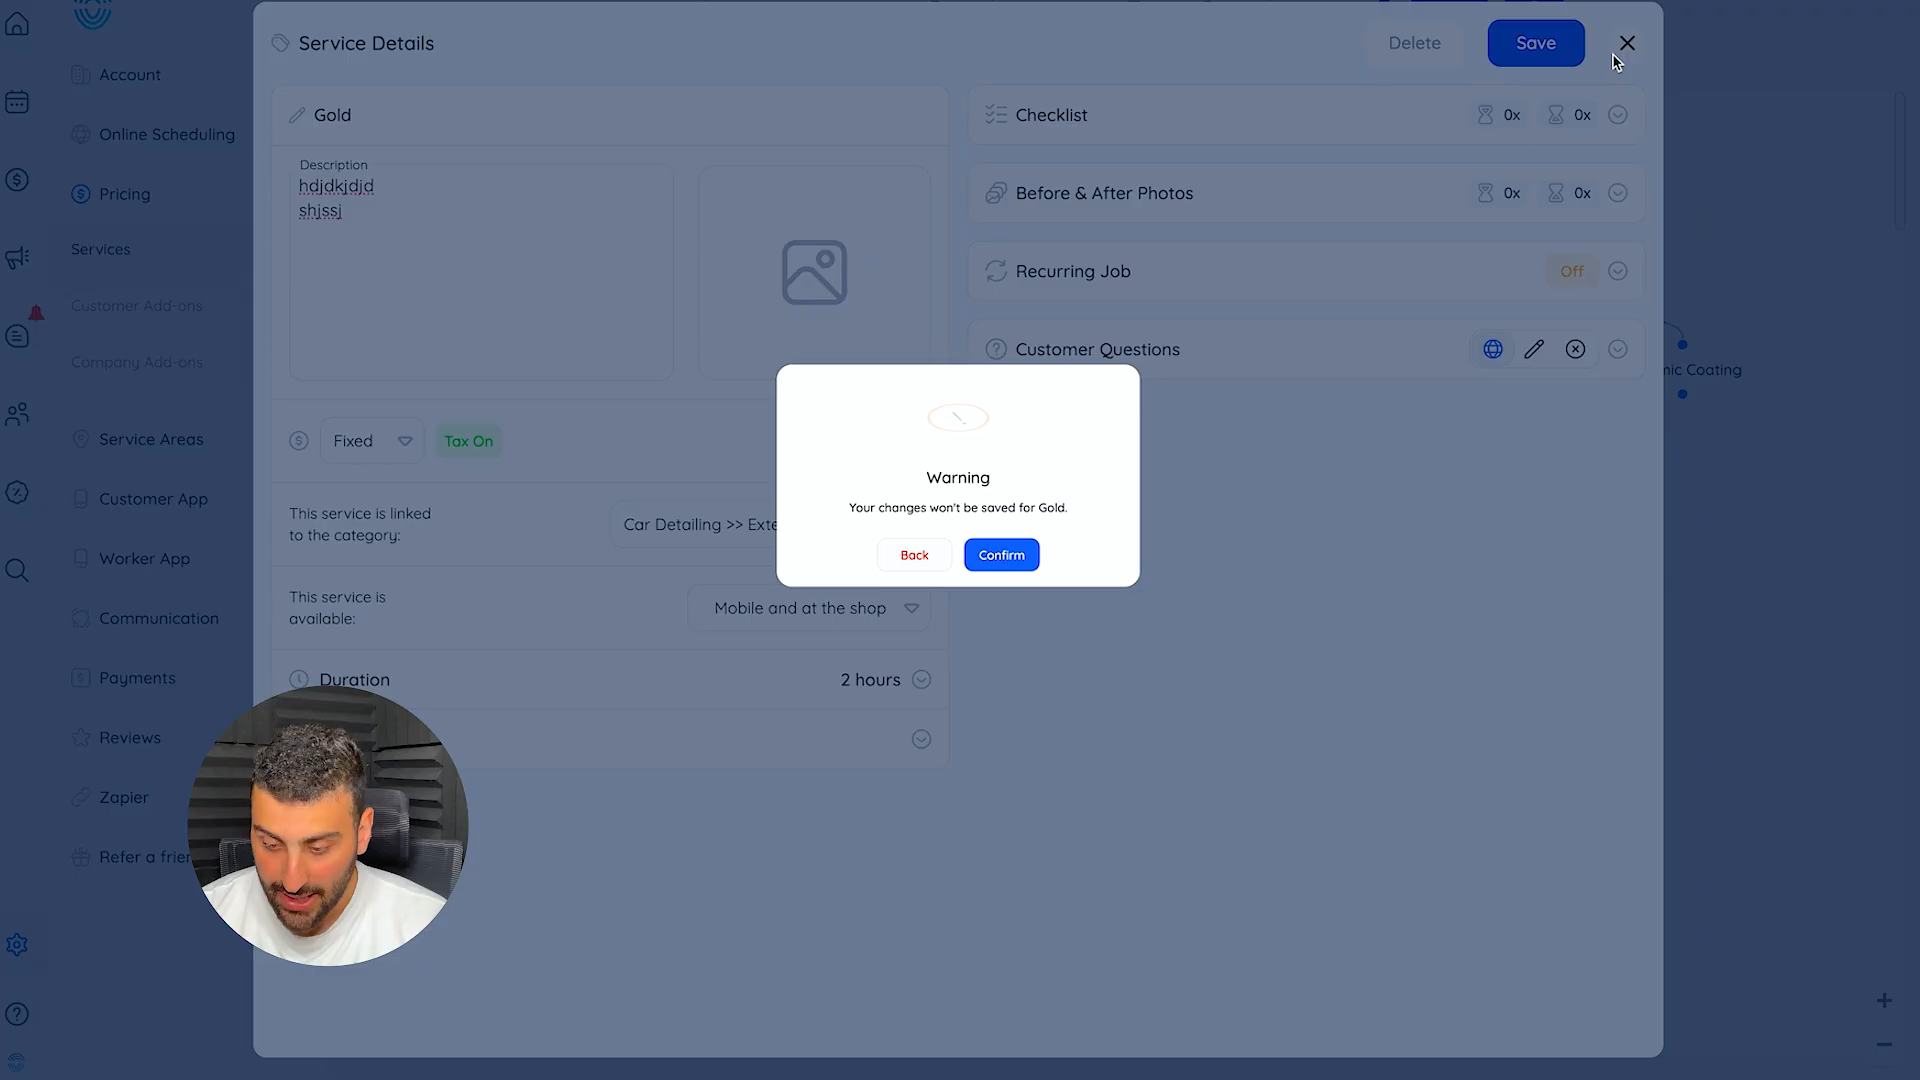 Service Details
Delete
Save
Account
Online Scheduling
Pricing
Services
Customer Add-ons
Company Add-ons
Service Areas
Customer App
Worker App
Communication
Payments
Reviews
Zapier
Refer a frien
Gold
Description
hdjdkjdjd
shjssj
Fixed
Tax On
This service is linked
to the category:
Car Detailing >> Exte
This service is
available:
Mobile and at the shop
Duration
2 hours
Checklist
0x
0x
Before & After Photos
0x
0x
Recurring Job
Off
Customer Questions
mic Coating
Warning
Your changes won't be saved for Gold.
Back
Confirm